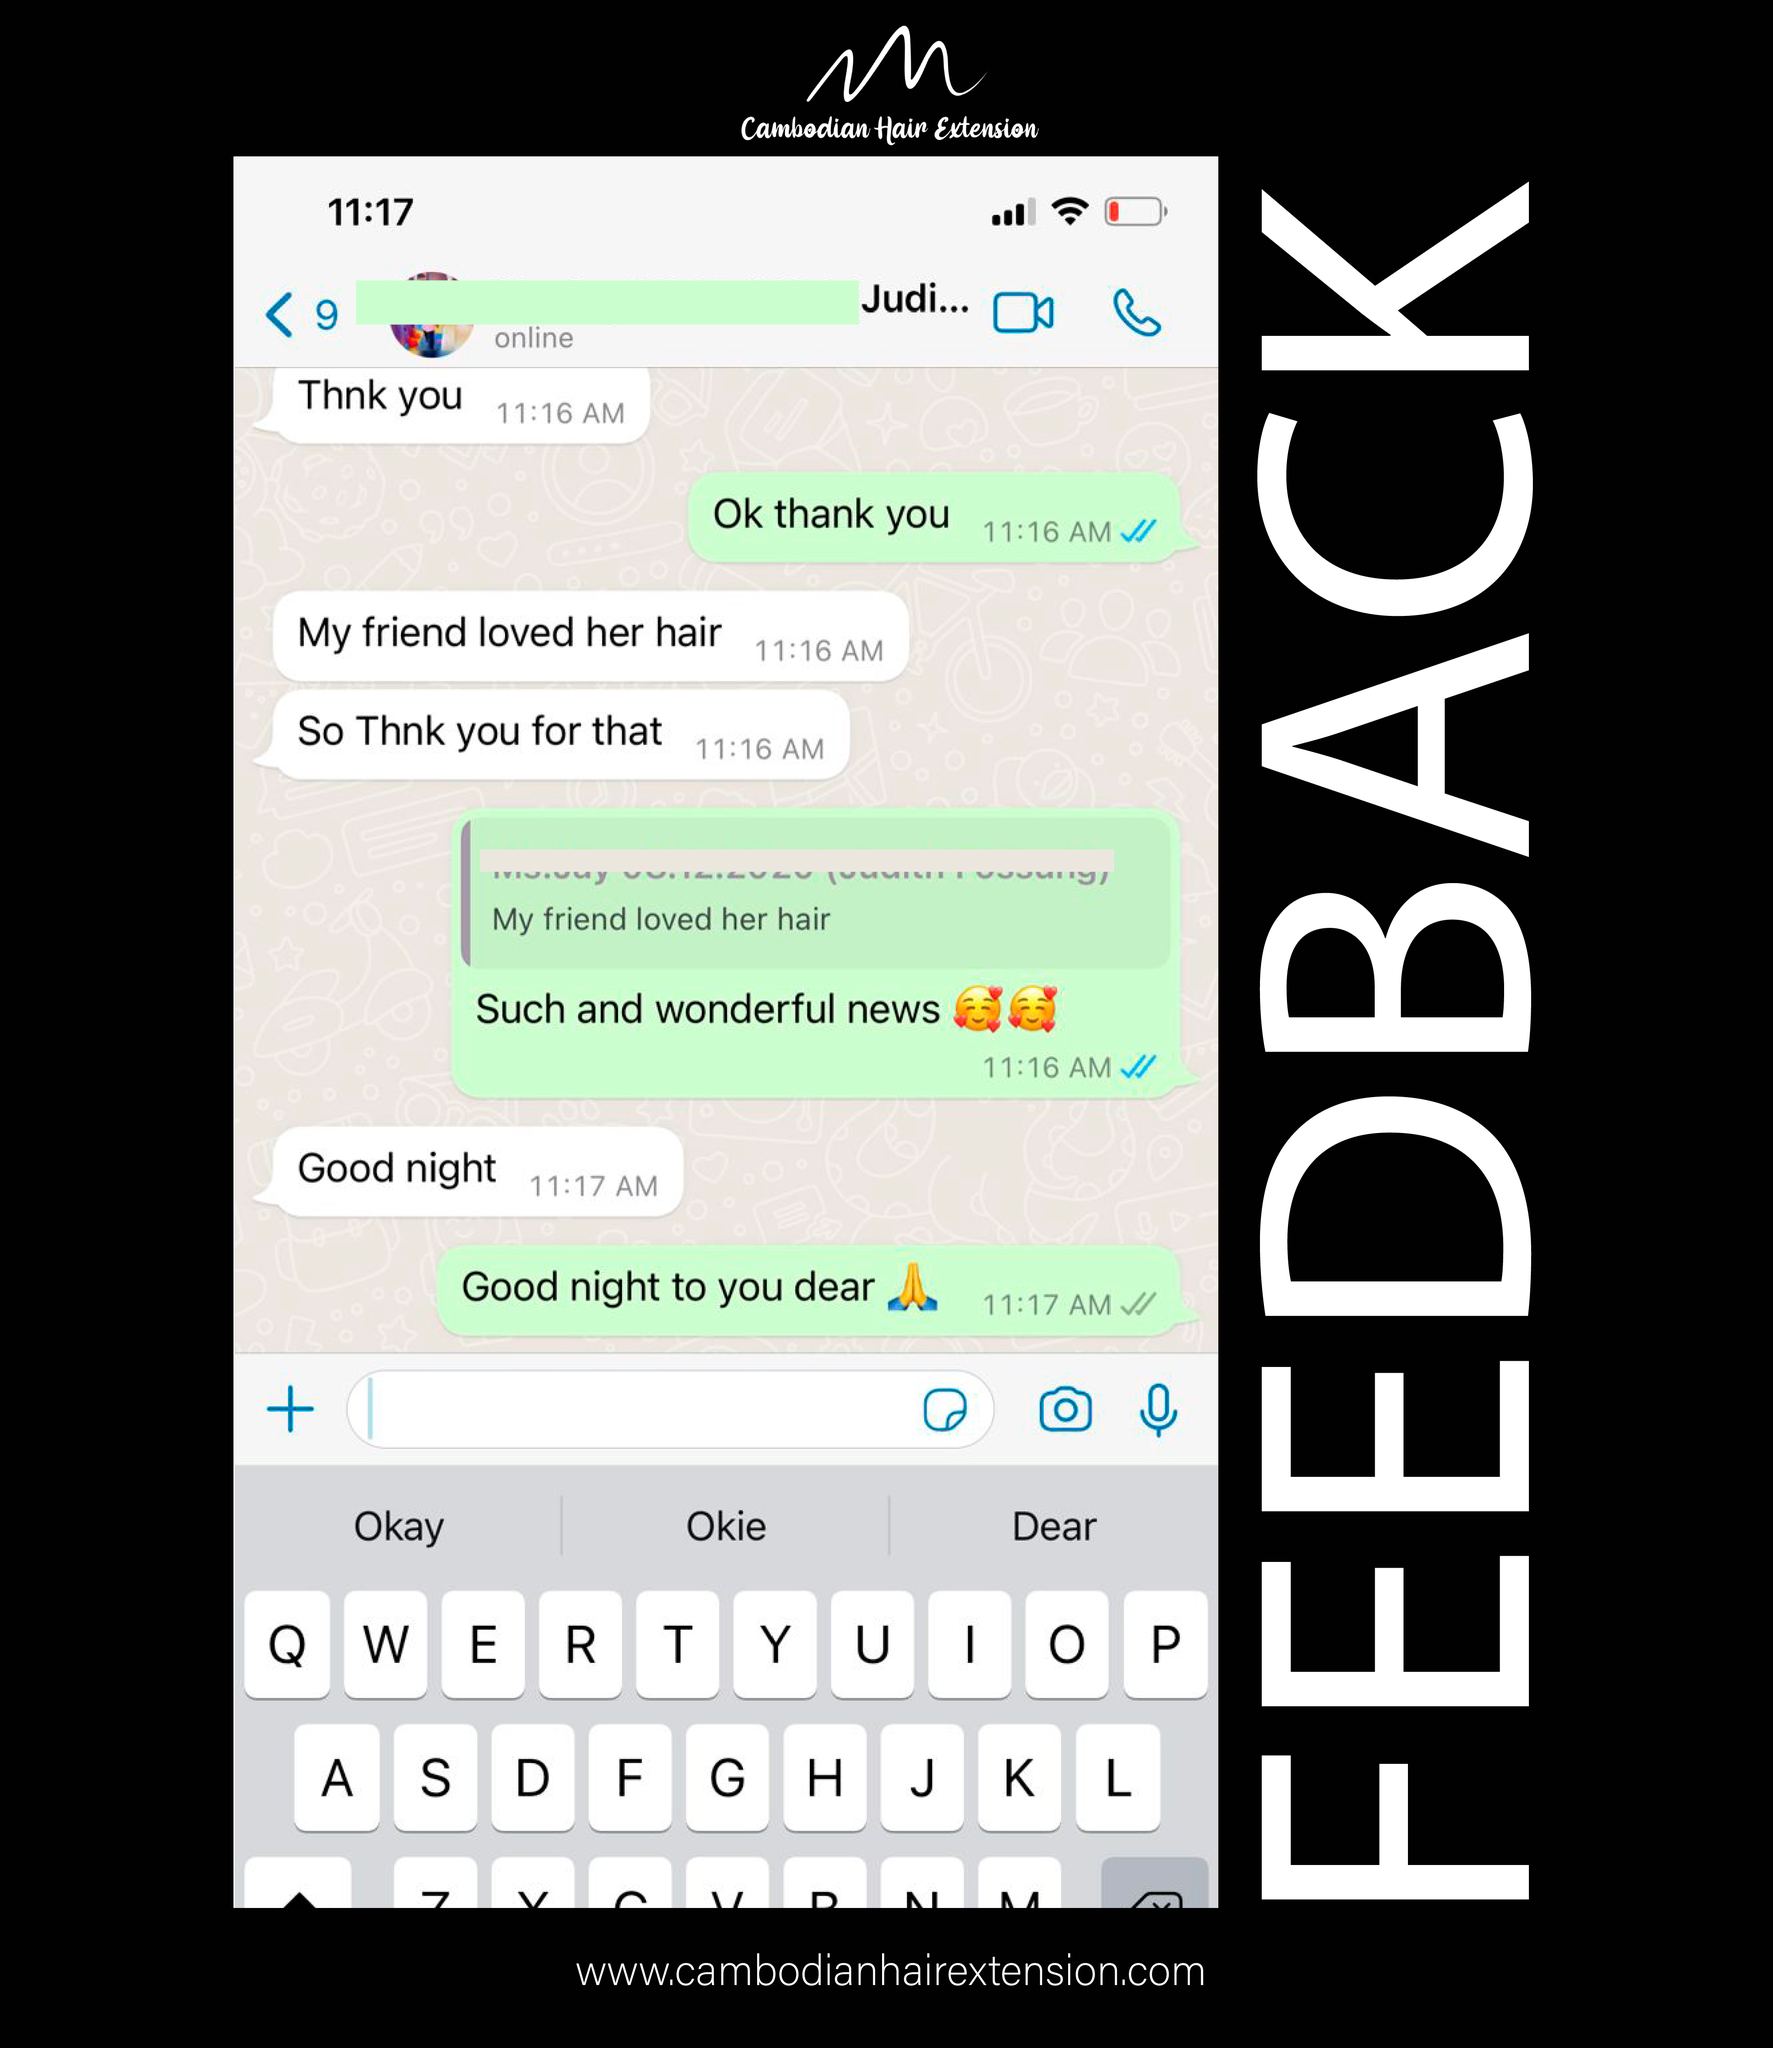 Cambodian Hair Extension
11:17
9
Judi...
online
Thnk you 11:16 AM
Ok thank you 11:16 AM
My friend loved her hair 11:16 AM
So Thnk you for that 11:16 AM
My friend loved her hair
Such and wonderful news 🥰🥰
11:16 AM
Good night 11:17 AM
Good night to you dear 🙏 11:17 AM
Okay Okie Dear
Q W E R T Y U I O P
A S D F G H J K L
Z X C V B N M
FEEDBACK
www.cambodianhairextension.com